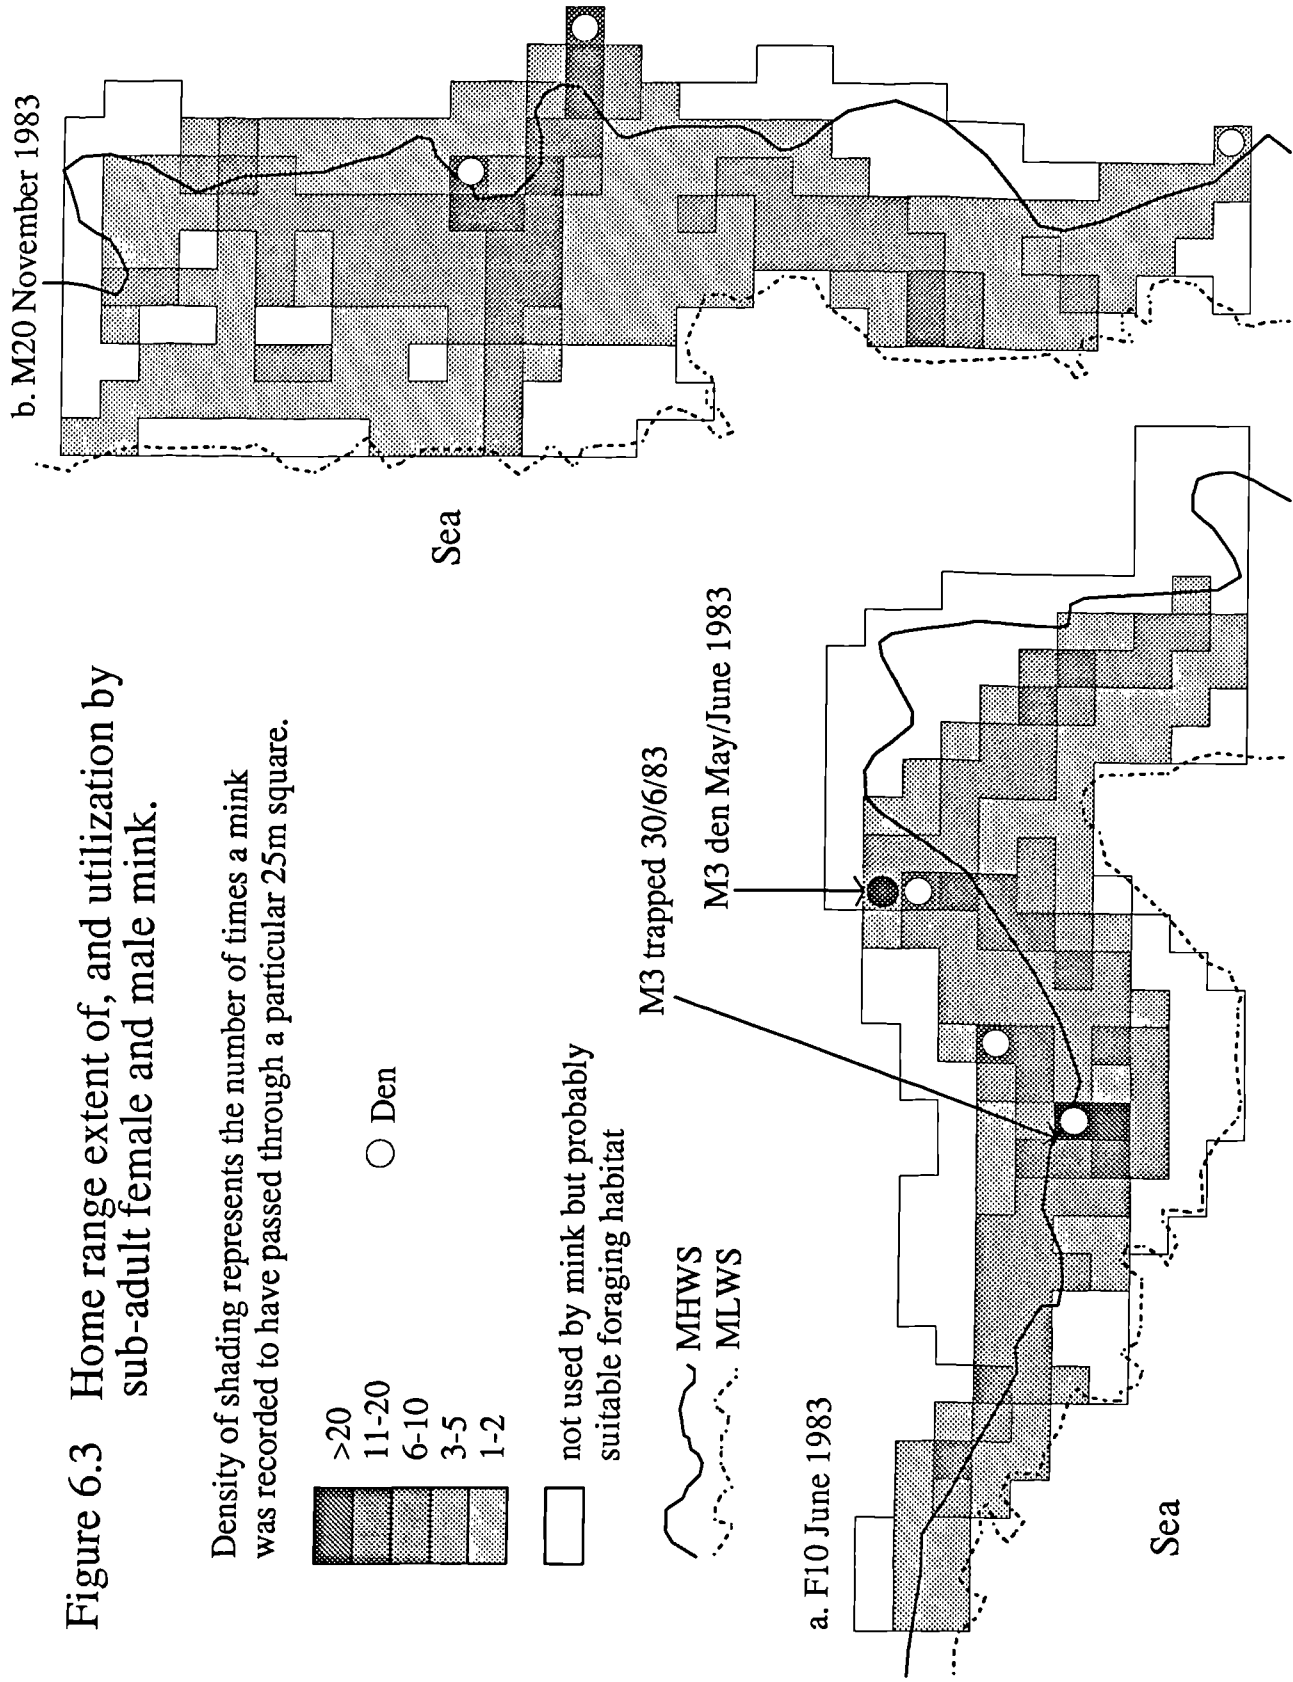 Figure 6.3 Home range extent of, and utilization by
sub-adult female and male mink.
Density of shading represents the number of times a mink
was recorded to have passed through a particular 25m square.
>20
11-20
6-10
3-5
1-2
Den
not used by mink but probably
suitable foraging habitat
MHWS
MLWS
a. F10 June 1983
M3 trapped 30/6/83
M3 den May/June 1983
Sea
b. M20 November 1983
Sea